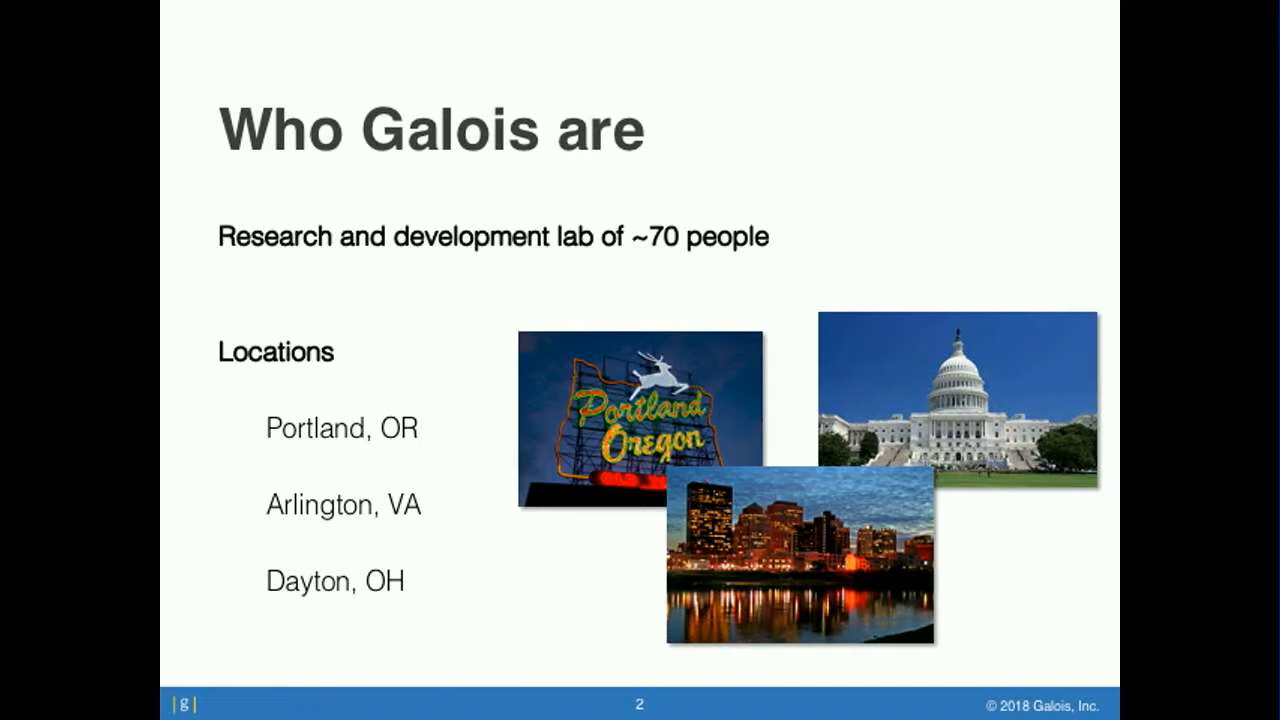 Who Galois are
Research and development lab of ~70 people
Locations
Portland, OR
Arlington, VA
Dayton, OH
Portland
Oregon
|g|
2
© 2018 Galois, Inc.